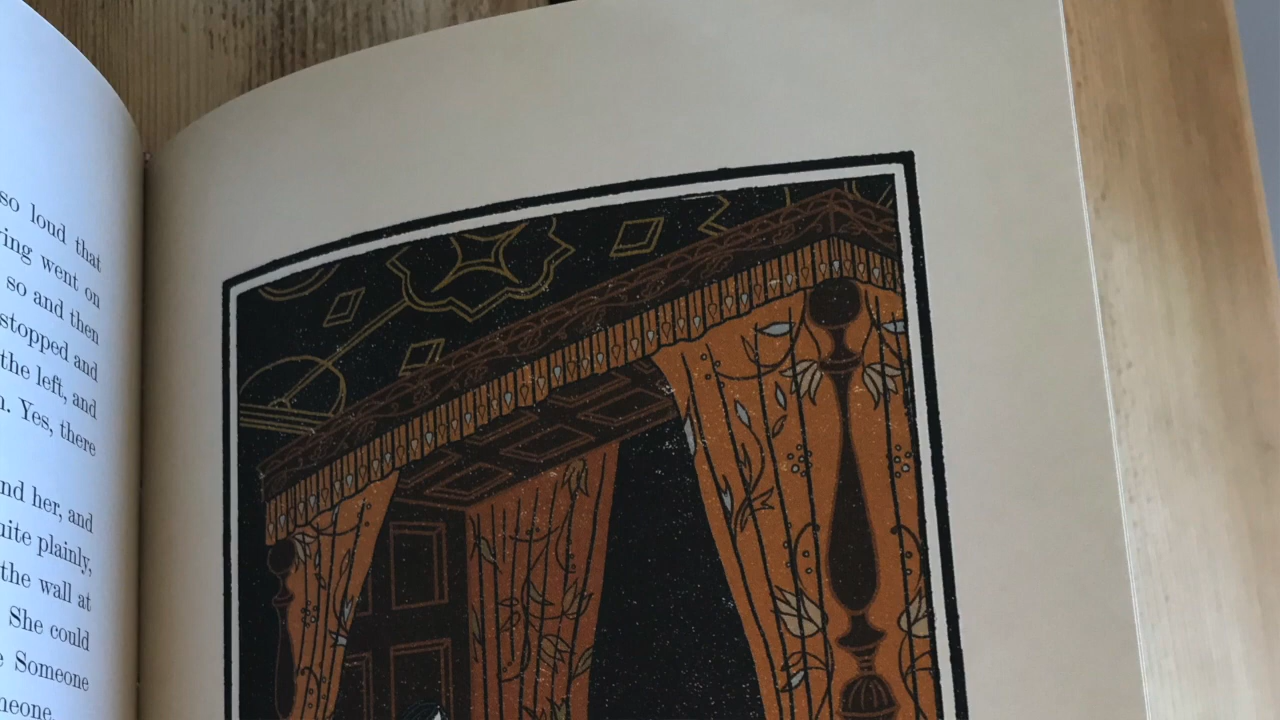 so loud that
ring went on
so and then
stopped and
the left, and
n. Yes, there
nd her, and
uite plainly,
the wall at
She could
e Someone
meone.